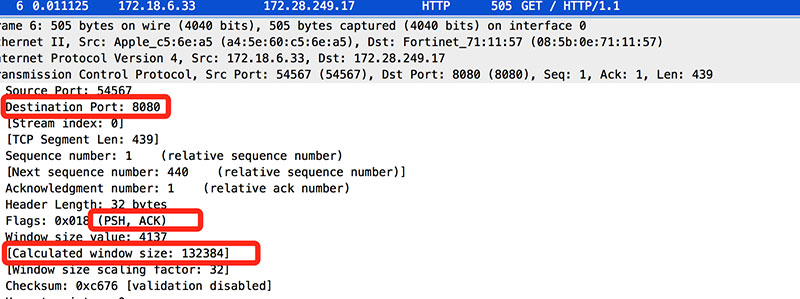 6 0.011125 172.18.6.33 172.28.249.17 HTTP 505 GET / HTTP/1.1
rame 6: 505 bytes on wire (4040 bits), 505 bytes captured (4040 bits) on interface 0
thernet II, Src: Apple_c5:6e:a5 (a4:5e:60:c5:6e:a5), Dst: Fortinet_71:11:57 (08:5b:0e:71:11:57)
nternet Protocol Version 4, Src: 172.18.6.33, Dst: 172.28.249.17
ransmission Control Protocol, Src Port: 54567 (54567), Dst Port: 8080 (8080), Seq: 1, Ack: 1, Len: 439
Source Port: 54567
Destination Port: 8080
[Stream index: 0]
[TCP Segment Len: 439]
Sequence number: 1 (relative sequence number)
[Next sequence number: 440 (relative sequence number)]
Acknowledgment number: 1 (relative ack number)
Header Length: 32 bytes
Flags: 0x018 (PSH, ACK)
Window size value: 4137
[Calculated window size: 132384]
[Window size scaling factor: 32]
Checksum: 0xc676 [validation disabled]